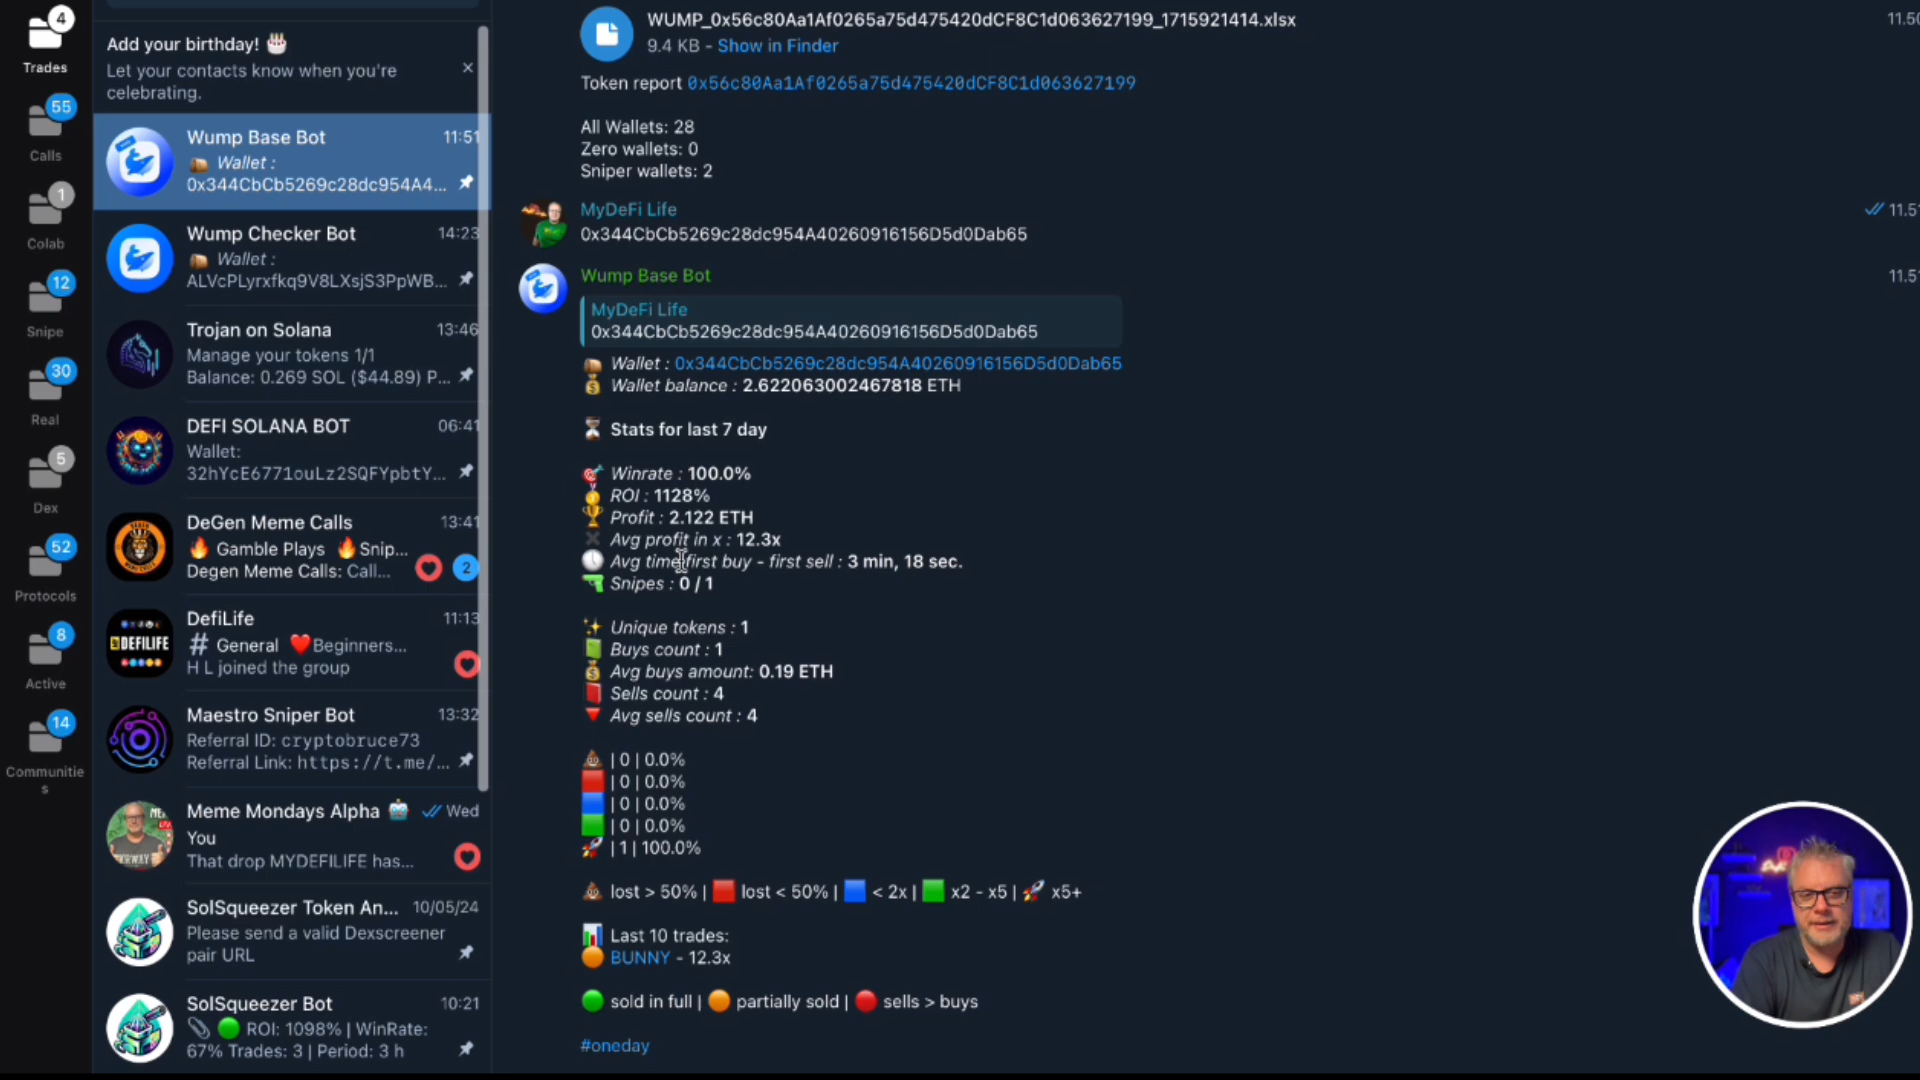 4
Trades
55
Calls
1
Colab
12
Snipe
30
Real
5
Dex
52
Protocols
8
Active
14
Communitie
s
Add your birthday!
Let your contacts know when you're
celebrating.
Wump Base Bot 11:51
Wallet :
0x344CbCb5269c28dc954A4...
Wump Checker Bot 14:23
Wallet :
ALVcPLyrxfkq9V8LXsjS3PpWB...
Trojan on Solana 13:46
Manage your tokens 1/1
Balance: 0.269 SOL ($44.89) P...
DEFI SOLANA BOT 06:41
Wallet:
32hYcE6771ouLz2SQFYpbtY...
DeGen Meme Calls 13:41
Gamble Plays Snip...
Degen Meme Calls: Call... 2
DEFILIFE
DefiLife 11:13
# General Beginners...
H L joined the group
Maestro Sniper Bot 13:32
Referral ID: cryptobruce73
Referral Link: https://t.me/...
Meme Mondays Alpha Wed
You
That drop MYDEFILIFE has...
SolSqueezer Token An... 10/05/24
Please send a valid Dexscreener
pair URL
SolSqueezer Bot 10:21
ROI: 1098% | WinRate:
67% Trades: 3 | Period: 3 h
WUMP_0x56c80Aa1Af0265a75d475420dCF8C1d063627199_1715921414.xlsx
9.4 KB - Show in Finder
Token report 0x56c80Aa1Af0265a75d475420dCF8C1d063627199
All Wallets: 28
Zero wallets: 0
Sniper wallets: 2
MyDeFi Life
0x344CbCb5269c28dc954A40260916156D5d0Dab65
Wump Base Bot
MyDeFi Life
0x344CbCb5269c28dc954A40260916156D5d0Dab65
Wallet : 0x344CbCb5269c28dc954A40260916156D5d0Dab65
Wallet balance : 2.622063002467818 ETH
Stats for last 7 day
Winrate : 100.0%
ROI : 1128%
Profit : 2.122 ETH
Avg profit in x : 12.3x
Avg time first buy - first sell : 3 min, 18 sec.
Snipes : 0 / 1
Unique tokens : 1
Buys count : 1
Avg buys amount: 0.19 ETH
Sells count : 4
Avg sells count : 4
| 0 | 0.0%
| 0 | 0.0%
| 0 | 0.0%
| 0 | 0.0%
| 1 | 100.0%
lost > 50% | lost < 50% | < 2x | x2 - x5 | x5+
Last 10 trades:
BUNNY - 12.3x
sold in full | partially sold | sells > buys
#oneday